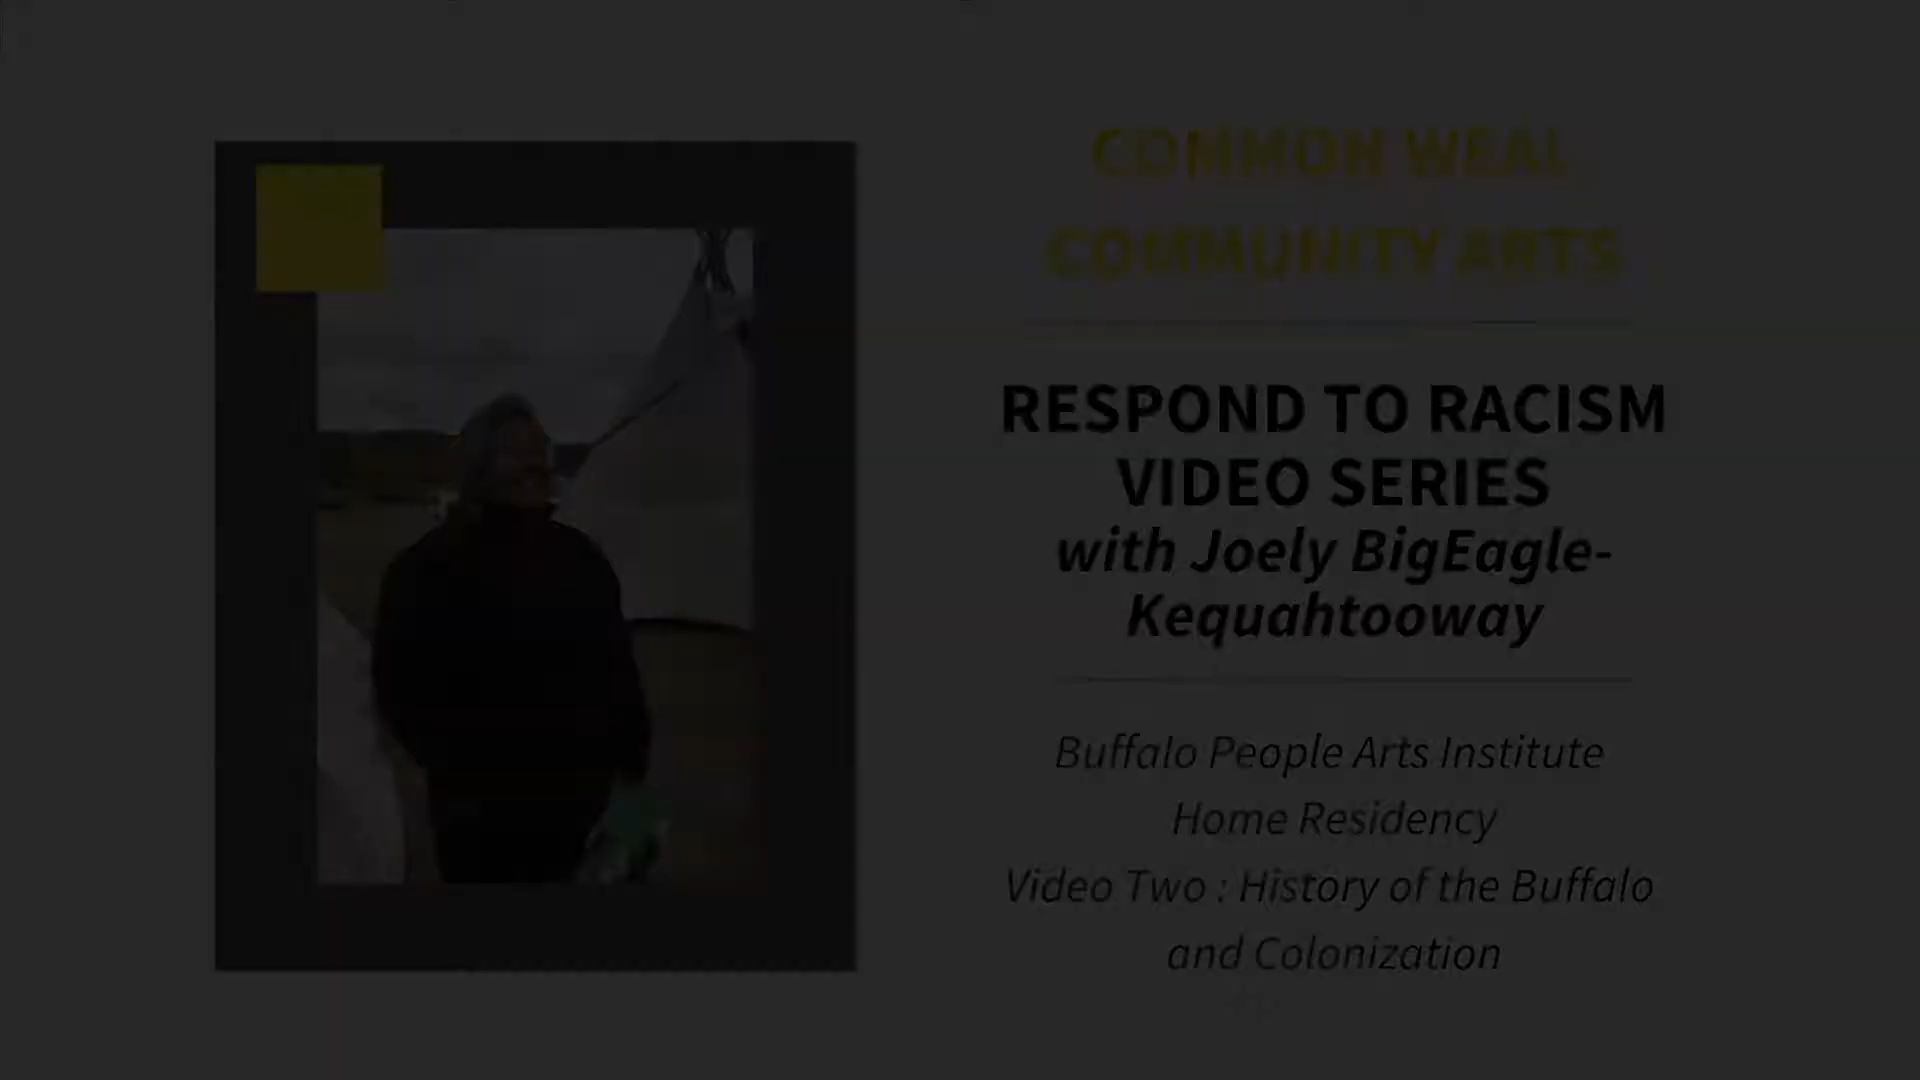 COMMON WEAL
COMMUNITY ARTS
RESPOND TO RACISM
VIDEO SERIES
with Joely BigEagle-
Kequahtooway
Buffalo People Arts Institute
Home Residency
Video Two : History of the Buffalo
and Colonization